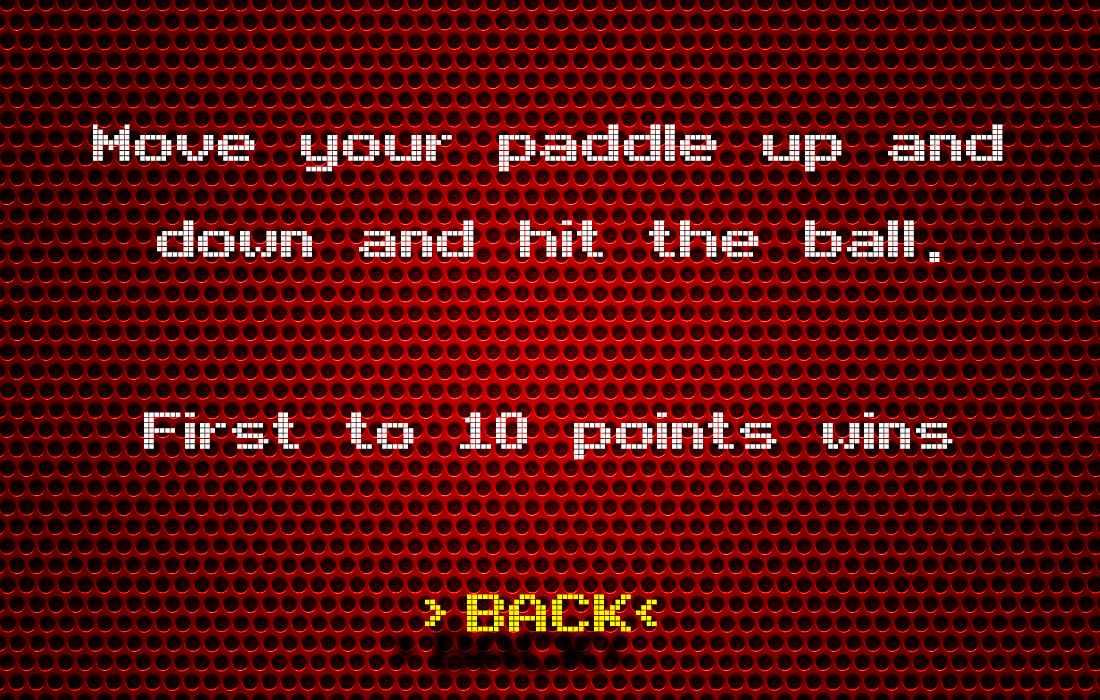 Move your paddle up and
down and hit the ball.
First to 10 points wins
> BACK <